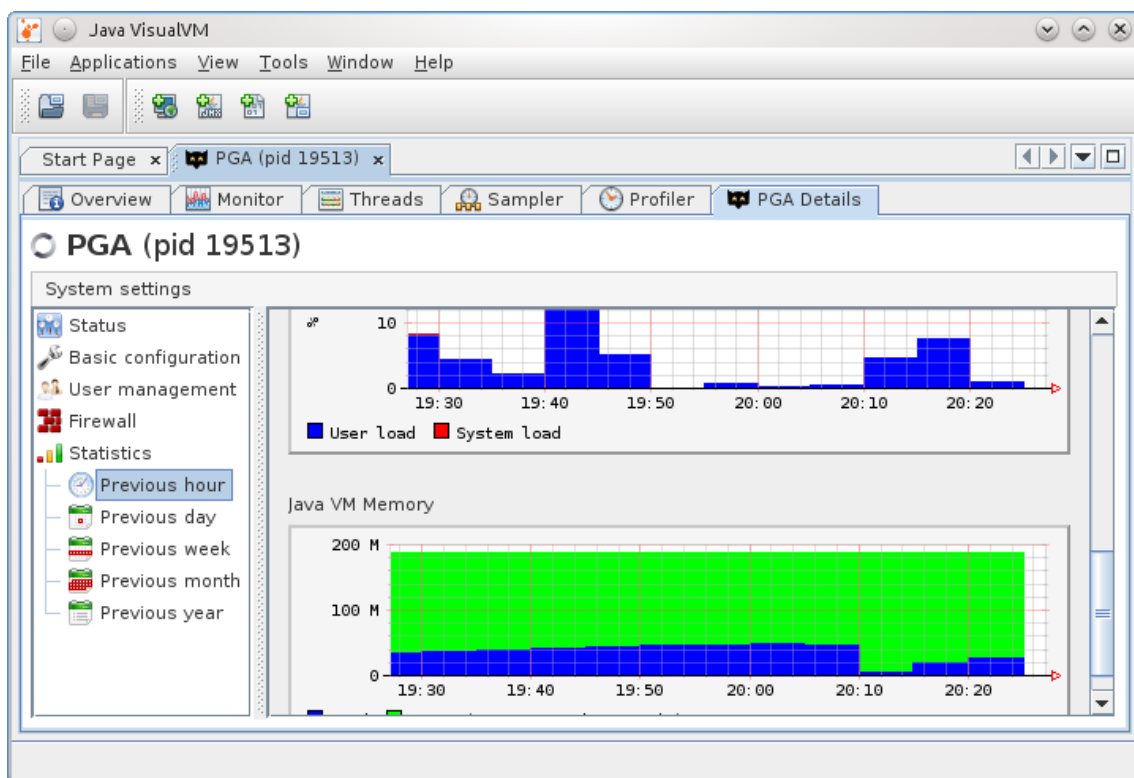 Java VisualVM
File Applications View Tools Window Help
Start Page PGA (pid 19513)
Overview Monitor Threads Sampler Profiler PGA Details
PGA (pid 19513)
System settings
Status
Basic configuration
User management
Firewall
Statistics
Previous hour
Previous day
Previous week
Previous month
Previous year
%
10
0
19:30 19:40 19:50 20:00 20:10 20:20
User load System load
Java VM Memory
200 M
100 M
0
19:30 19:40 19:50 20:00 20:10 20:20